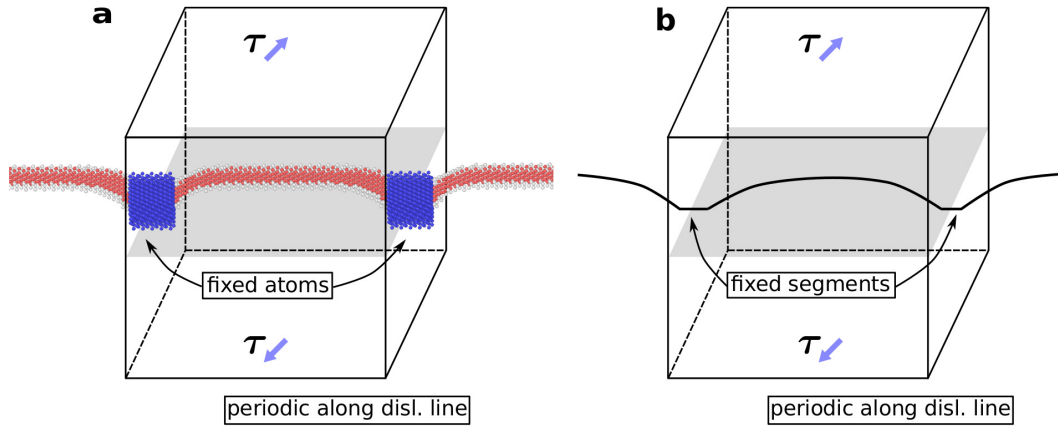 a
τ
fixed atoms
τ
periodic along disl. line
b
τ
fixed segments
τ
periodic along disl. line